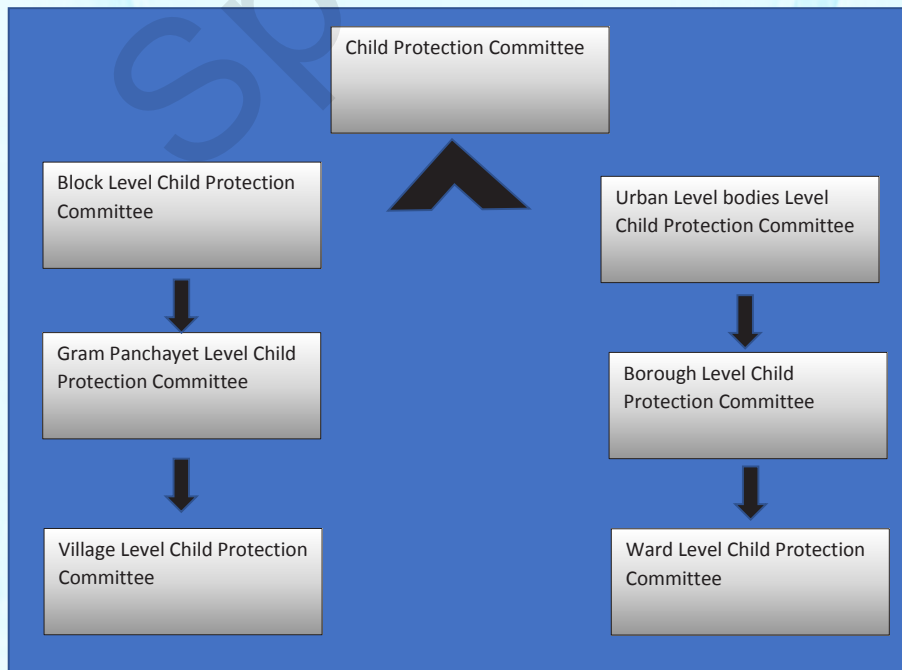 Child Protection Committee
Block Level Child Protection
Committee
Urban Level bodies Level
Child Protection Committee
Gram Panchayet Level Child
Protection Committee
Borough Level Child
Protection Committee
Village Level Child Protection
Committee
Ward Level Child Protection
Committee
Sp